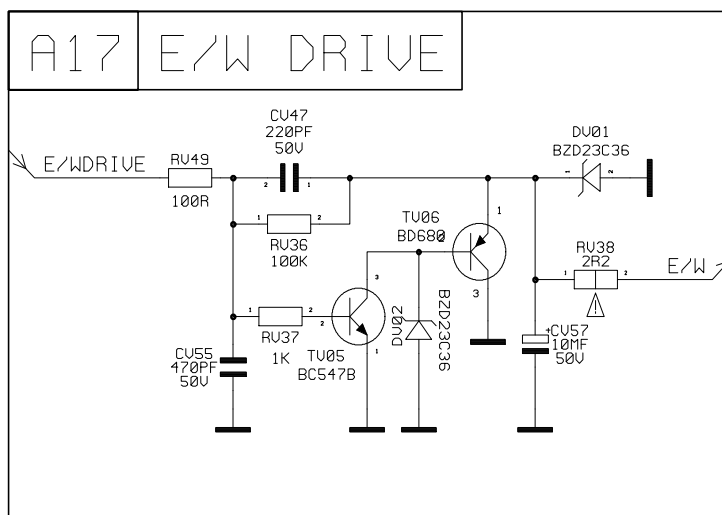 A17 E/W DRIVE
E/WDRIVE
RV49
100R
CV47
220PF
50V
2 1
1 RV36 2
100K
DV01
BZD23C36
1 2
TV06
BD680
1
2
3
RV38
2R2
1 2
E/W
1 RV37 2
1K
3
2
1
TV05
BC547B
DV02
BZD23C36
+CV57
10MF
50V
CV55
470PF
50V